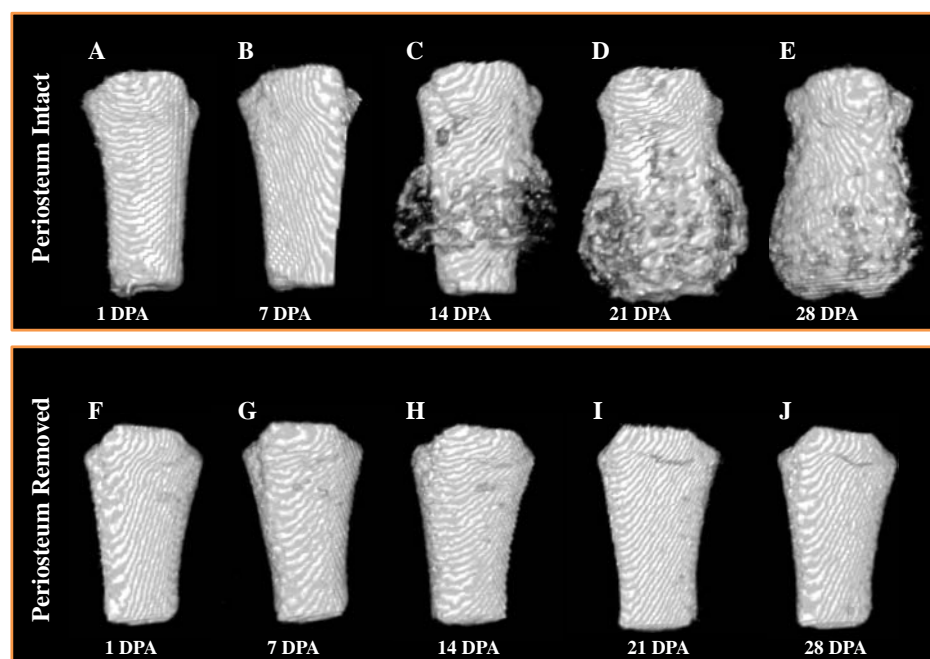 Periosteum Intact
A B C D E
1 DPA 7 DPA 14 DPA 21 DPA 28 DPA
Periosteum Removed
F G H I J
1 DPA 7 DPA 14 DPA 21 DPA 28 DPA